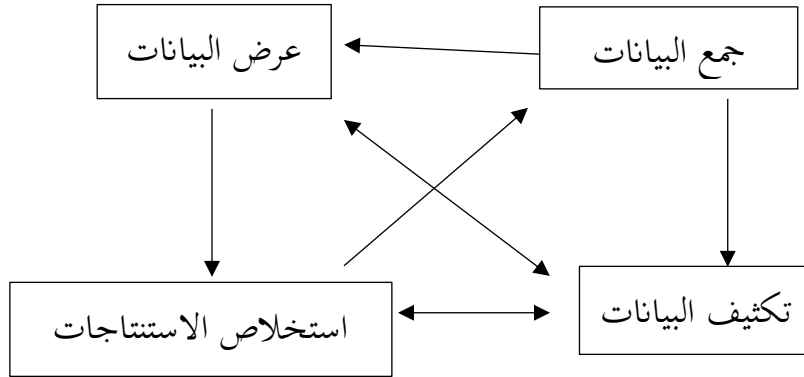 جمع البيانات
عرض البيانات
تكثيف البيانات
استخلاص الاستنتاجات